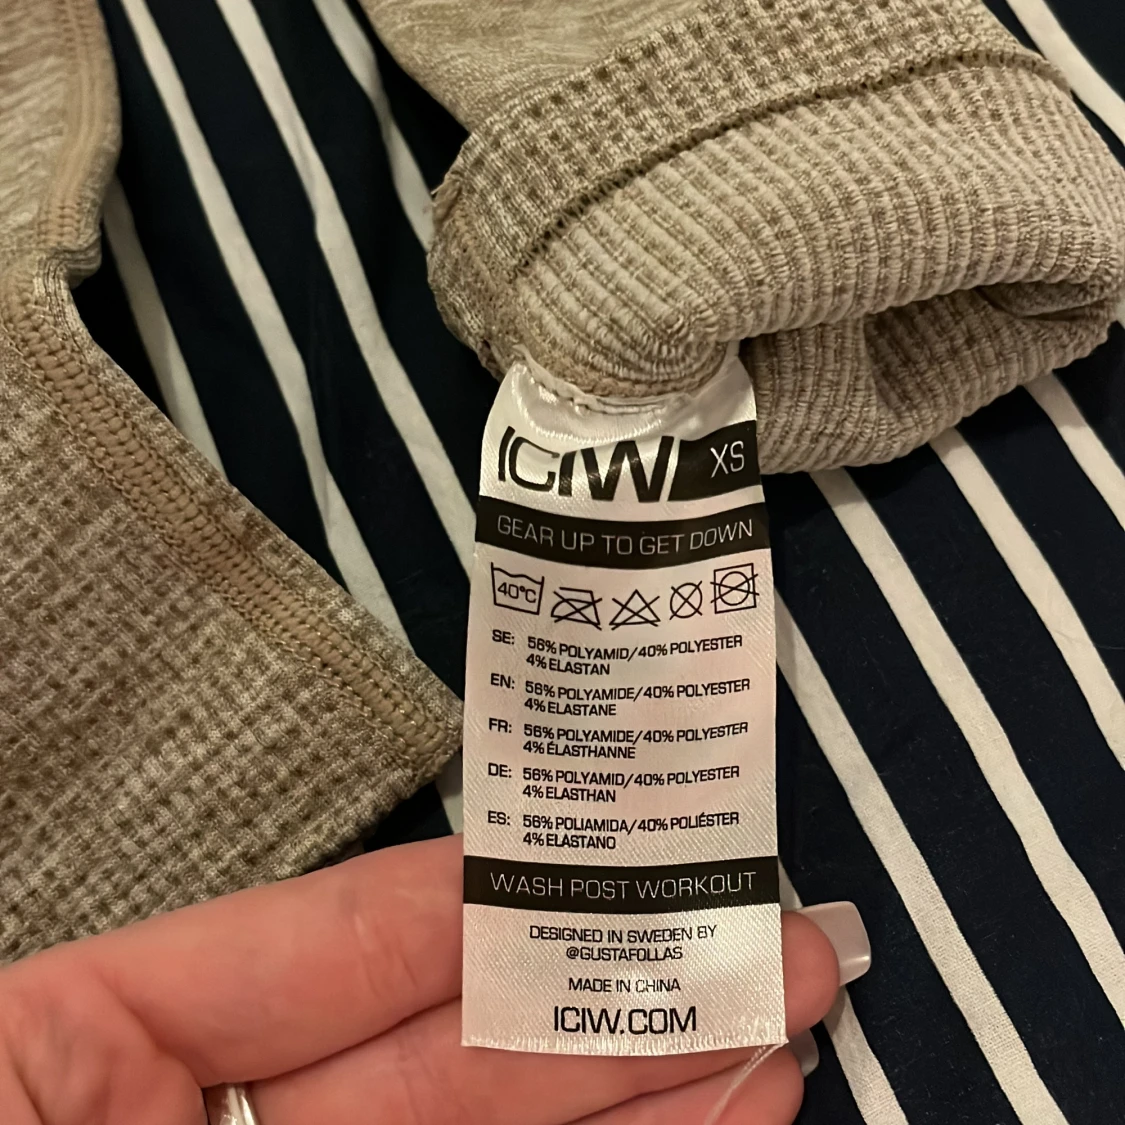 ICIW XS
GEAR UP TO GET DOWN
40°C
SE: 56% POLYAMID/40% POLYESTER
4% ELASTAN
EN: 56% POLYAMIDE/40% POLYESTER
4% ELASTANE
FR: 56% POLYAMIDE/40% POLYESTER
4% ÉLASTHANNE
DE: 56% POLYAMID/40% POLYESTER
4% ELASTHAN
ES: 56% POLIAMIDA/40% POLIÉSTER
4% ELASTANO
WASH POST WORKOUT
DESIGNED IN SWEDEN BY
@GUSTAFOLLAS
MADE IN CHINA
ICIW.COM